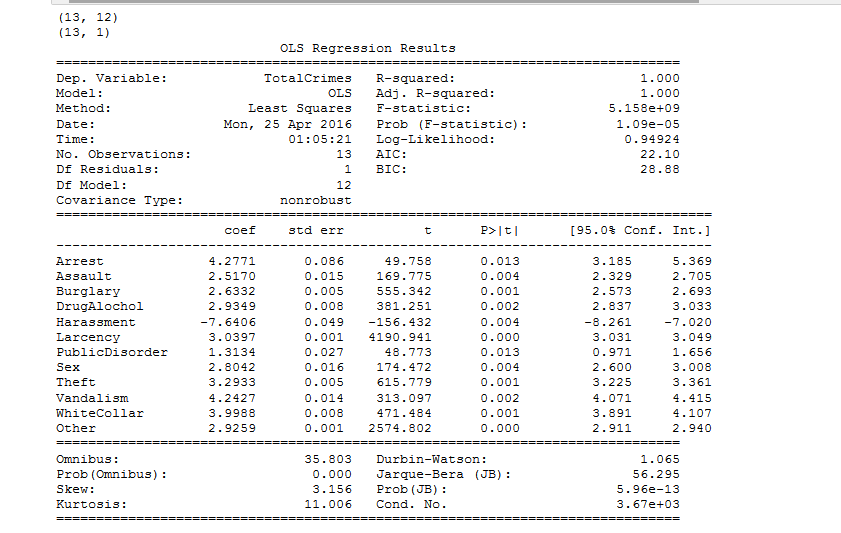 (13, 12)
(13, 1)
OLS Regression Results
==============================================================================
Dep. Variable: TotalCrimes R-squared: 1.000
Model: OLS Adj. R-squared: 1.000
Method: Least Squares F-statistic: 5.158e+09
Date: Mon, 25 Apr 2016 Prob (F-statistic): 1.09e-05
Time: 01:05:21 Log-Likelihood: 0.94924
No. Observations: 13 AIC: 22.10
Df Residuals: 1 BIC: 28.88
Df Model: 12
Covariance Type: nonrobust
==================================================================================
coef std err t P>|t| [95.0% Conf. Int.]
----------------------------------------------------------------------------------
Arrest 4.2771 0.086 49.758 0.013 3.185 5.369
Assault 2.5170 0.015 169.775 0.004 2.329 2.705
Burglary 2.6332 0.005 555.342 0.001 2.573 2.693
DrugAlochol 2.9349 0.008 381.251 0.002 2.837 3.033
Harassment -7.6406 0.049 -156.432 0.004 -8.261 -7.020
Larcency 3.0397 0.001 4190.941 0.000 3.031 3.049
PublicDisorder 1.3134 0.027 48.773 0.013 0.971 1.656
Sex 2.8042 0.016 174.472 0.004 2.600 3.008
Theft 3.2933 0.005 615.779 0.001 3.225 3.361
Vandalism 4.2427 0.014 313.097 0.002 4.071 4.415
WhiteCollar 3.9988 0.008 471.484 0.001 3.891 4.107
Other 2.9259 0.001 2574.802 0.000 2.911 2.940
==============================================================================
Omnibus: 35.803 Durbin-Watson: 1.065
Prob(Omnibus): 0.000 Jarque-Bera (JB): 56.295
Skew: 3.156 Prob(JB): 5.96e-13
Kurtosis: 11.006 Cond. No. 3.67e+03
==============================================================================